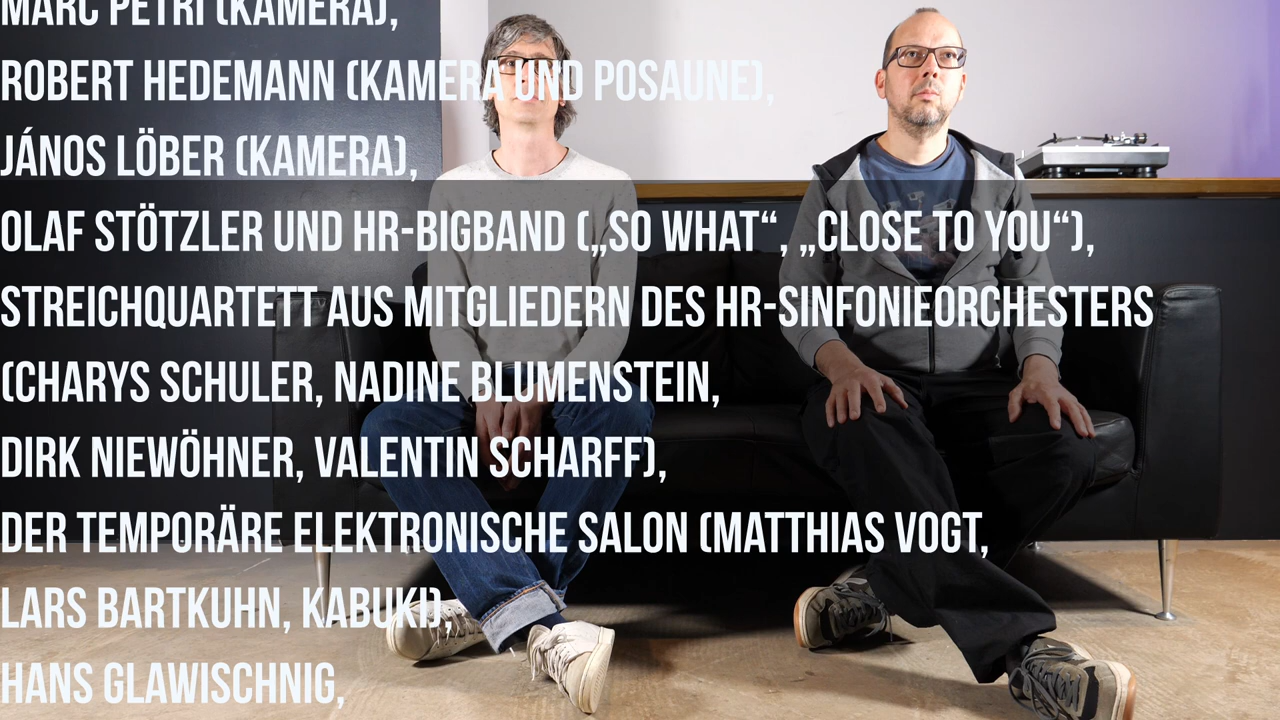 MARC PETRI (KAMERA),
ROBERT HEDEMANN (KAMERA UND POSAUNE),
JÁNOS LÖBER (KAMERA),
OLAF STÖTZLER UND HR-BIGBAND („SO WHAT“, „CLOSE TO YOU“),
STREICHQUARTETT AUS MITGLIEDERN DES HR-SINFONIEORCHESTERS
(CHARYS SCHULER, NADINE BLUMENSTEIN,
DIRK NIEWÖHNER, VALENTIN SCHARFF),
DER TEMPORÄRE ELEKTRONISCHE SALON (MATTHIAS VOGT,
LARS BARTKUHN, KABUKI),
HANS GLAWISCHNIG,